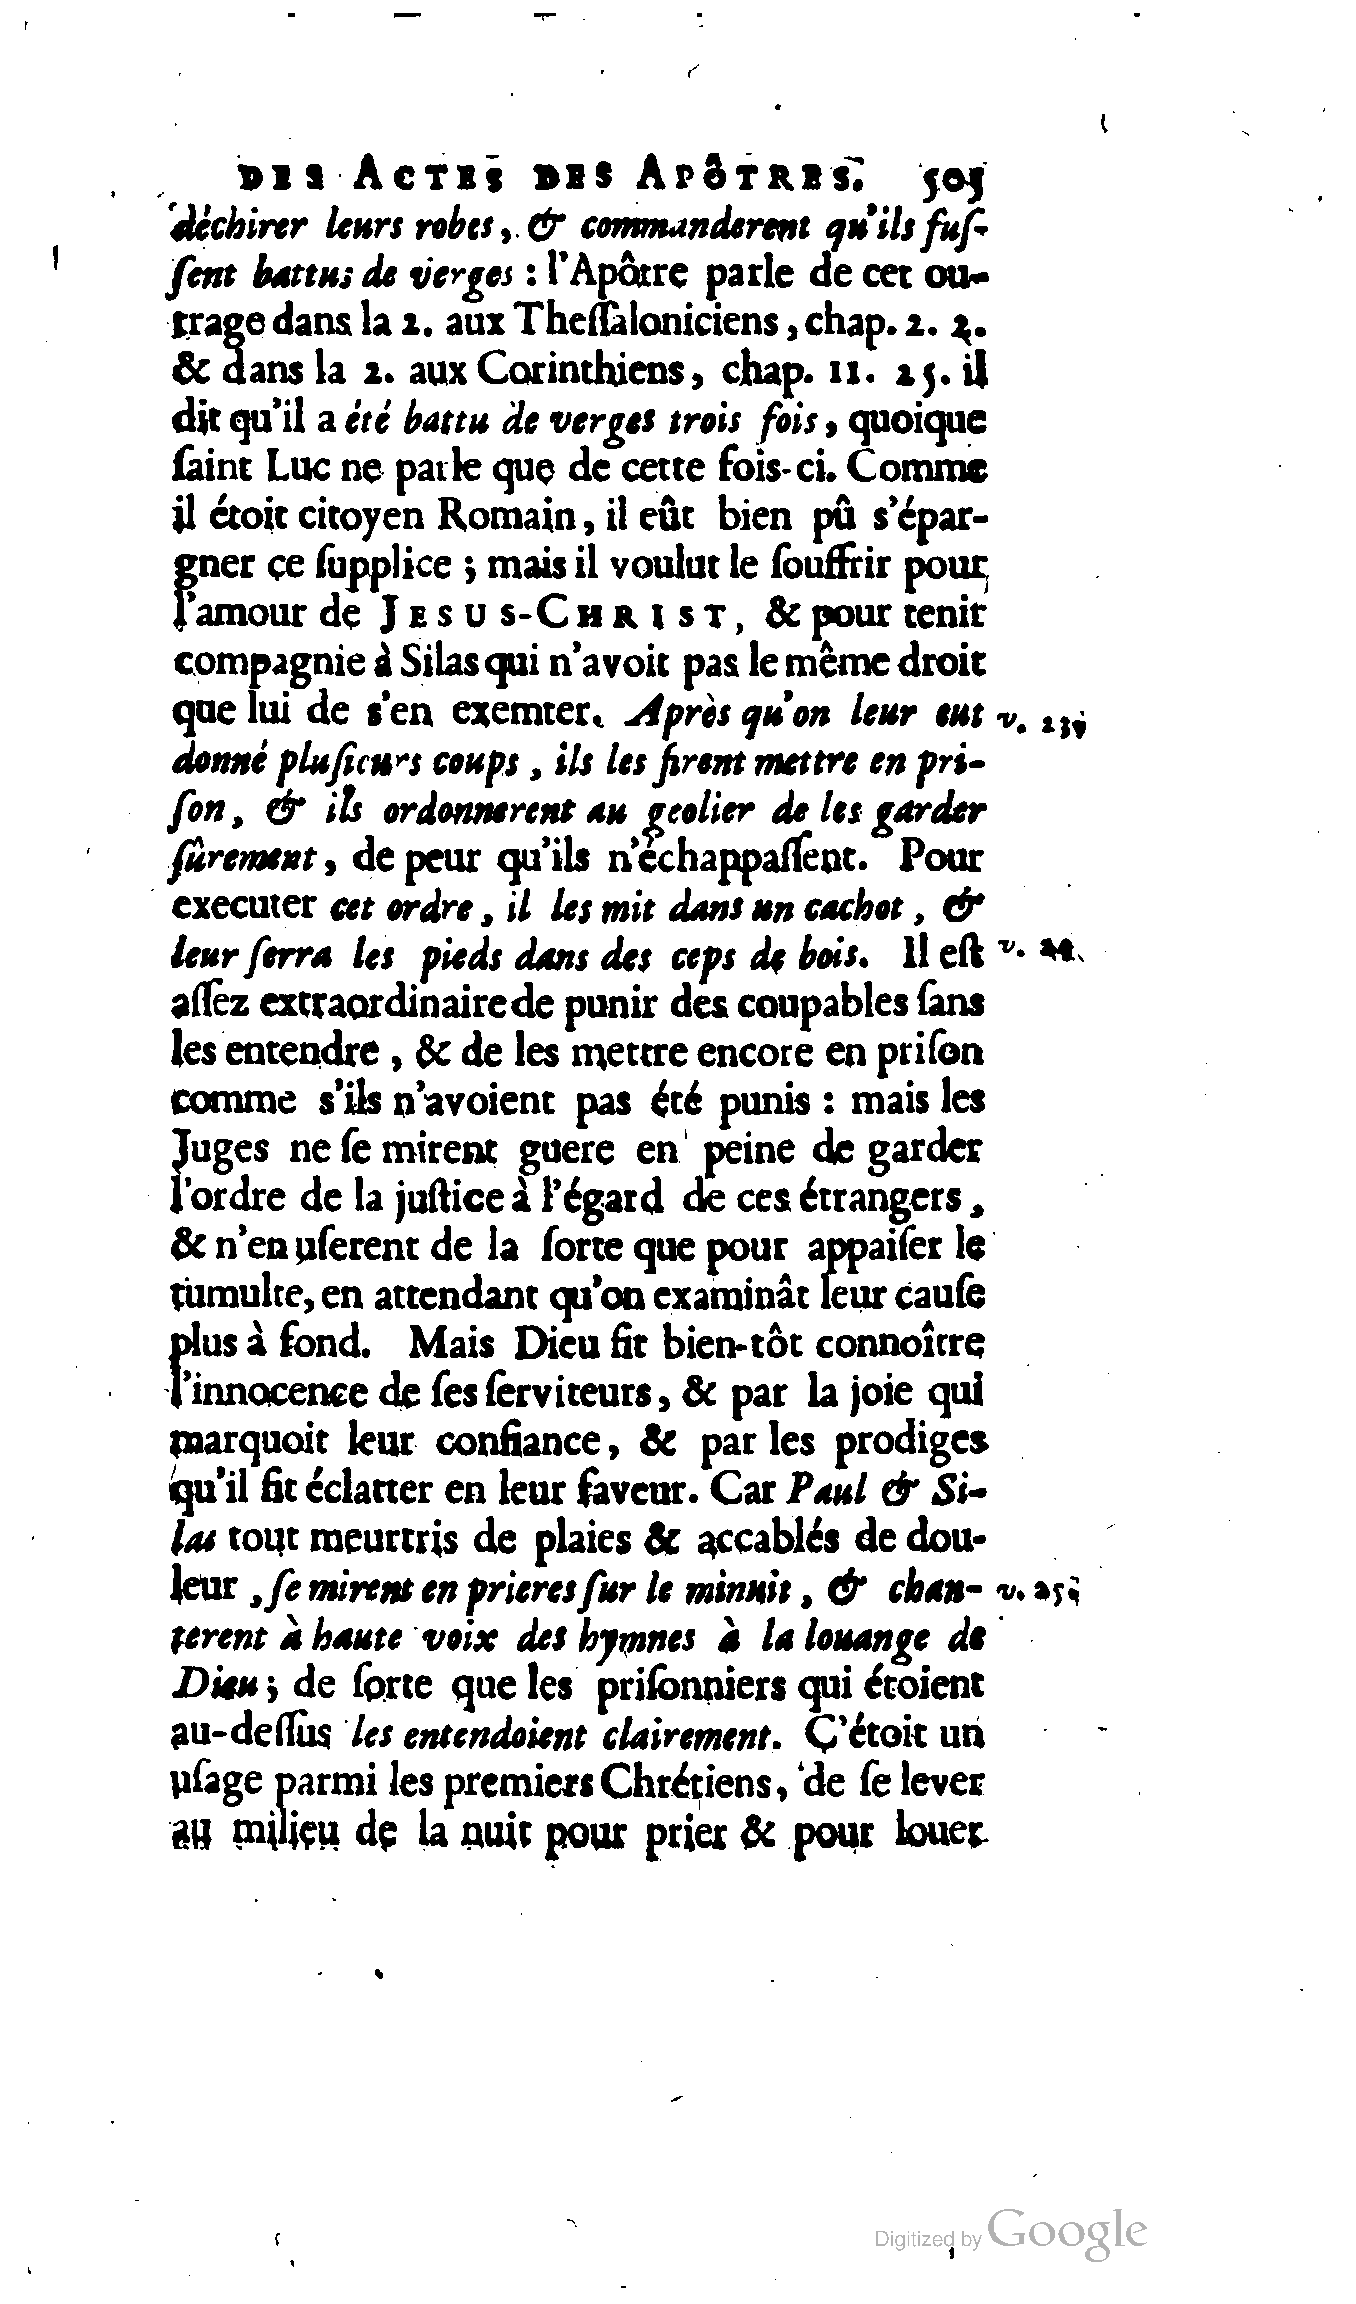 DES ACTES DES APÔTRES. 505
déchirer leurs robes, & commanderent qu'ils fuſ-
ſent battus de verges : l'Apôtre parle de cet ou-
trage dans la 2. aux Theſſaloniciens, chap. 2. 2.
& dans la 2. aux Corinthiens, chap. 11. 25. il
dit qu'il a été battu de verges trois fois, quoique
ſaint Luc ne parle que de cette fois-ci. Comme
il étoit citoyen Romain, il eût bien pû s'épar-
gner ce ſupplice ; mais il voulut le ſouffrir pour
l'amour de JESUS-CHRIST, & pour tenir
compagnie à Silas qui n'avoit pas le même droit
que lui de s'en exemter. Après qu'on leur eut v. 23.
donné pluſieurs coups, ils les firent mettre en pri-
ſon, & ils ordonnerent au geolier de les garder
ſûrement, de peur qu'ils n'échappaſſent. Pour
executer cet ordre, il les mit dans un cachot, &
leur ſerra les pieds dans des ceps de bois. Il eſt v. 24.
aſſez extraordinaire de punir des coupables ſans
les entendre, & de les mettre encore en priſon
comme s'ils n'avoient pas été punis : mais les
Juges ne ſe mirent guere en peine de garder
l'ordre de la juſtice à l'égard de ces étrangers,
& n'en uſerent de la ſorte que pour appaiſer le
tumulte, en attendant qu'on examinât leur cauſe
plus à fond. Mais Dieu fit bien-tôt connoître
l'innocence de ſes ſerviteurs, & par la joie qui
marquoit leur confiance, & par les prodiges
qu'il fit éclatter en leur faveur. Car Paul & Si-
las tout meurtris de plaies & accablés de dou-
leur, ſe mirent en prieres ſur le minuit, & chan- v. 25.
terent à haute voix des hymnes à la louange de
Dieu ; de ſorte que les priſonniers qui étoient
au-deſſus les entendoient clairement. C'étoit un
uſage parmi les premiers Chrétiens, de ſe lever
au milieu de la nuit pour prier & pour louer
Digitized by Google